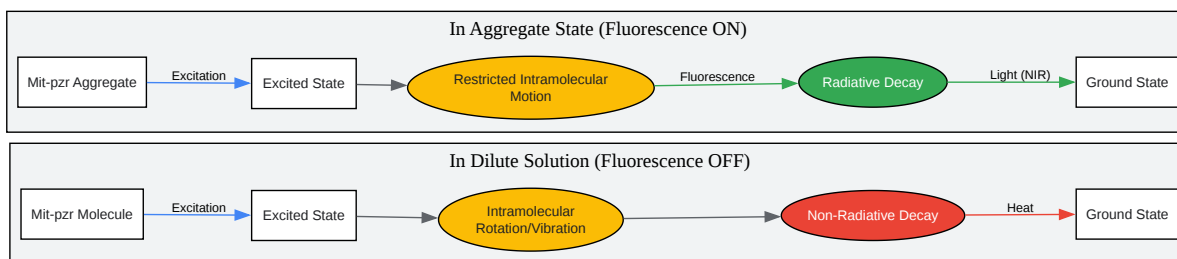 In Aggregate State (Fluorescence ON)
Mit-pzr Aggregate
Excitation
Excited State
Restricted Intramolecular
Motion
Fluorescence
Radiative Decay
Light (NIR)
Ground State
In Dilute Solution (Fluorescence OFF)
Mit-pzr Molecule
Excitation
Excited State
Intramolecular
Rotation/Vibration
Non-Radiative Decay
Heat
Ground State